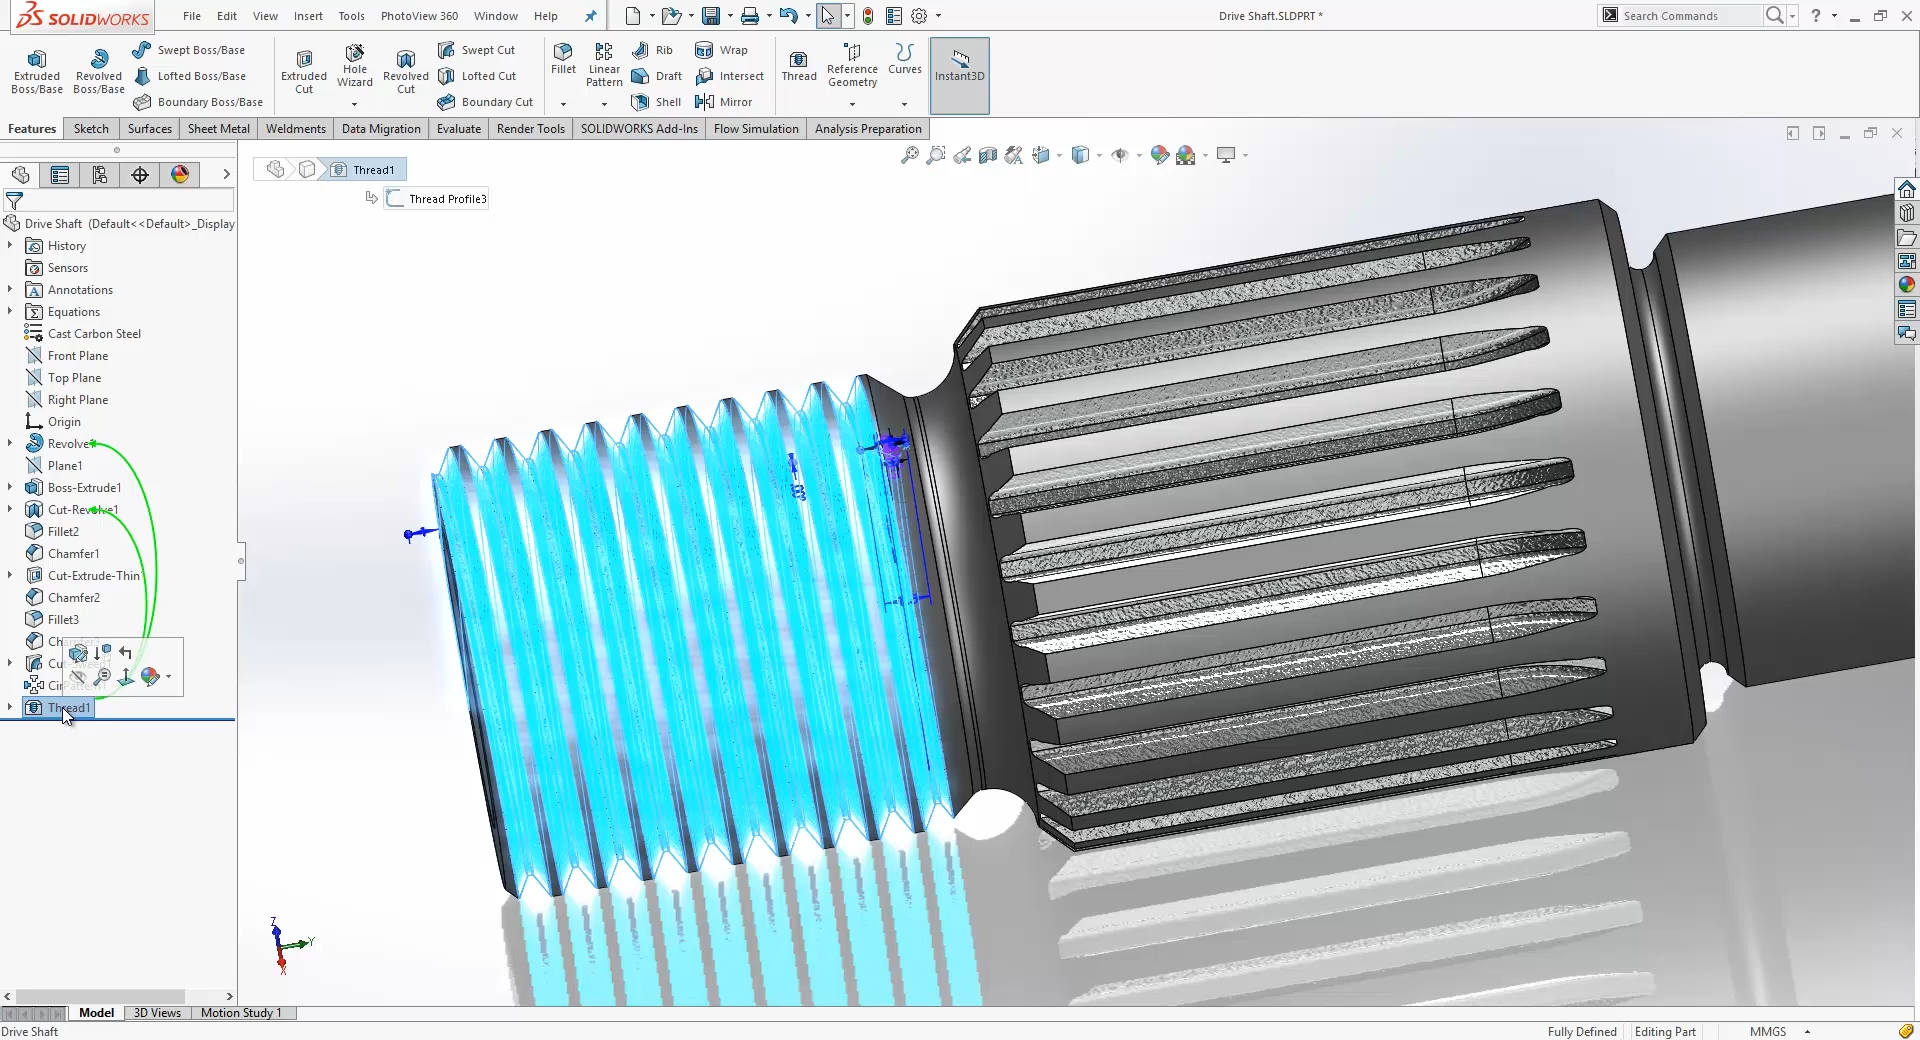 SOLIDWORKS
File Edit View Insert Tools PhotoView 360 Window Help
Drive Shaft.SLDPRT *
Search Commands
Extruded Boss/Base
Revolved Boss/Base
Swept Boss/Base
Lofted Boss/Base
Boundary Boss/Base
Extruded Cut
Hole Wizard
Revolved Cut
Swept Cut
Lofted Cut
Boundary Cut
Fillet
Linear Pattern
Rib
Draft
Shell
Wrap
Intersect
Mirror
Thread
Reference Geometry
Curves
Instant3D
Features Sketch Surfaces Sheet Metal Weldments Data Migration Evaluate Render Tools SOLIDWORKS Add-Ins Flow Simulation Analysis Preparation
Thread1
Thread Profile3
Drive Shaft (Default<<Default>_Display
History
Sensors
Annotations
Equations
Cast Carbon Steel
Front Plane
Top Plane
Right Plane
Origin
Revolve
Plane1
Boss-Extrude1
Cut-Revolve1
Fillet2
Chamfer1
Cut-Extrude-Thin
Chamfer2
Fillet3
Chamfer3
Thread1
Z
Y
X
Model 3D Views Motion Study 1
Drive Shaft
Fully Defined Editing Part MMGS